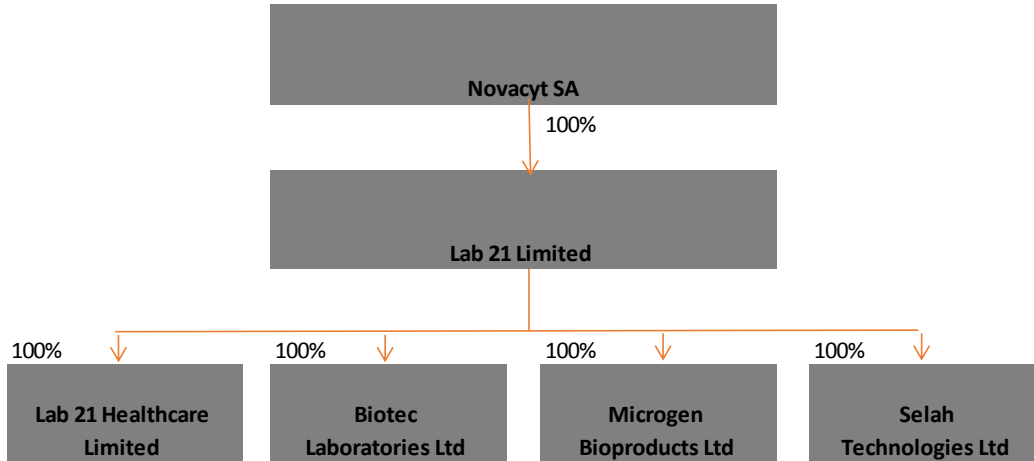 Novacyt SA
100%
Lab 21 Limited
100% 100% 100% 100%
Lab 21 Healthcare
Limited
Biotec
Laboratories Ltd
Microgen
Bioproducts Ltd
Selah
Technologies Ltd